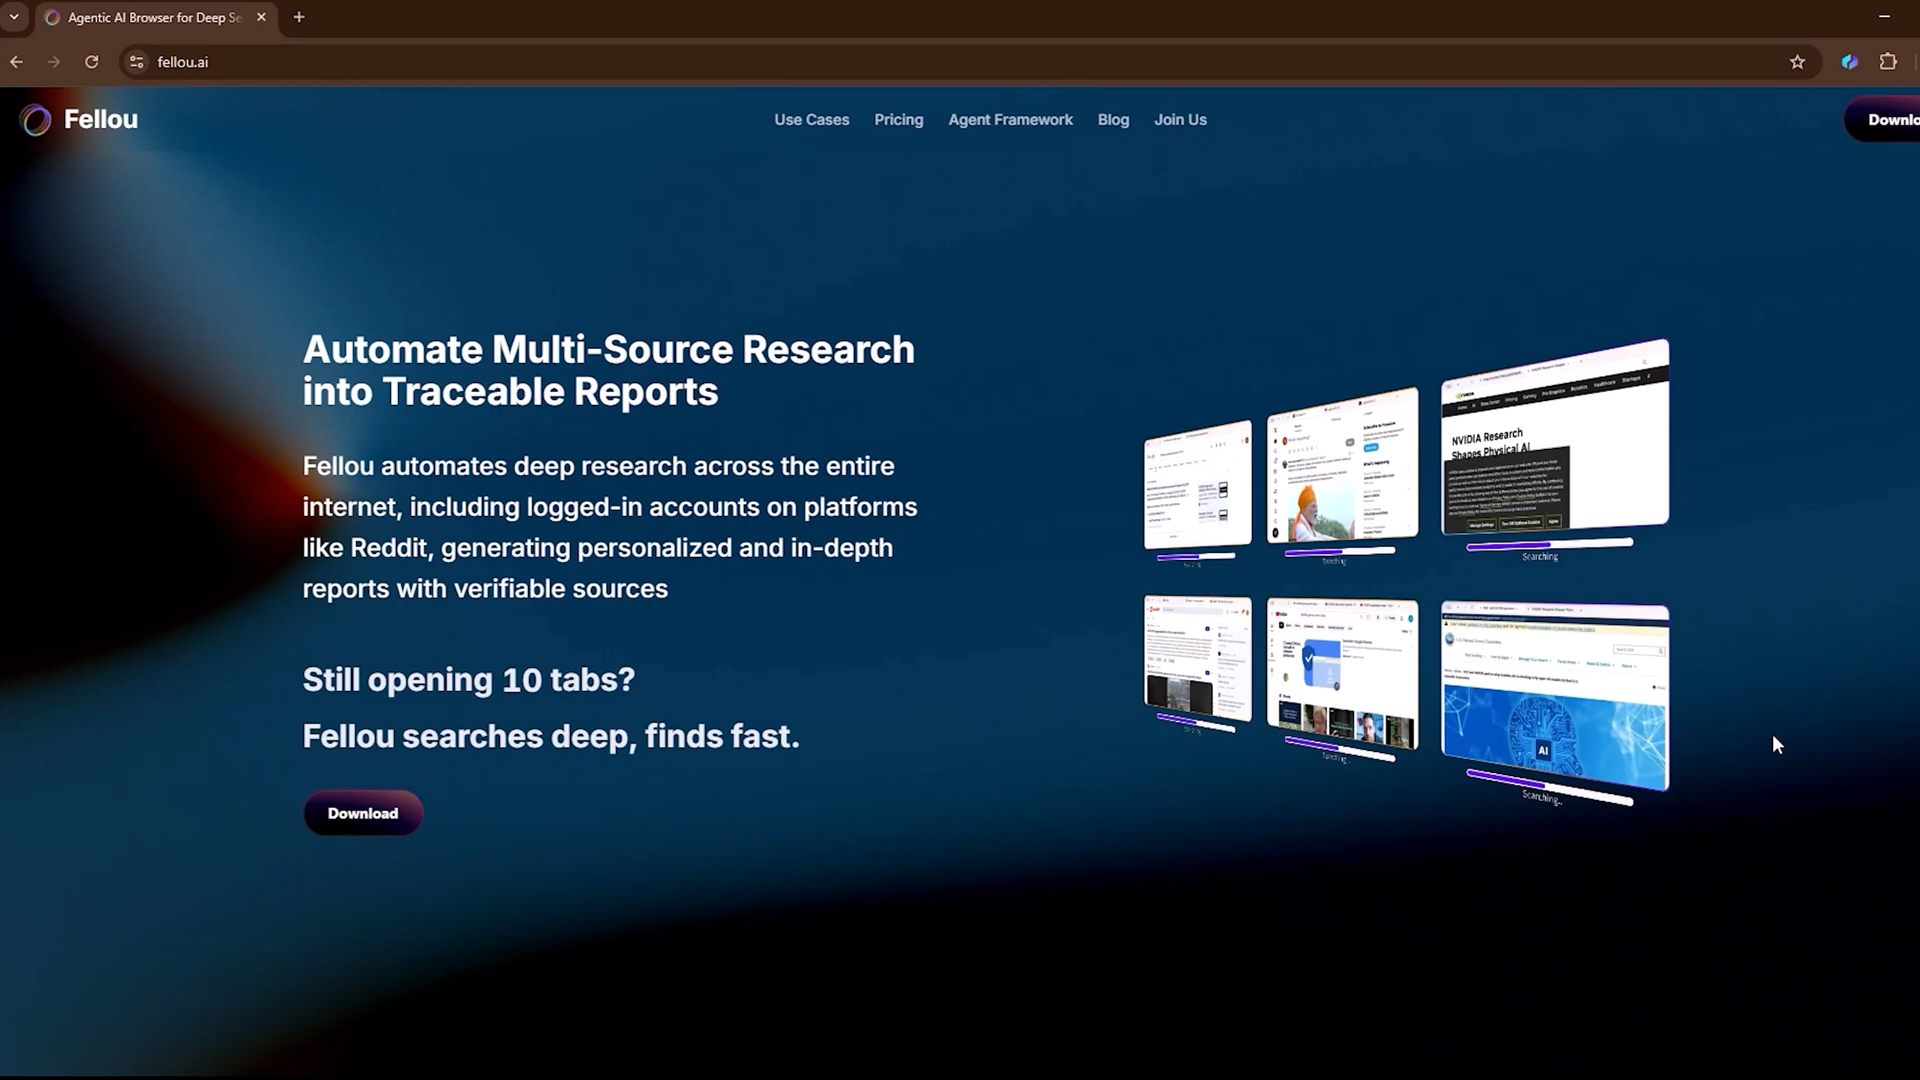 Agentic AI Browser for Deep Se
fellou.ai
Fellou
Use Cases
Pricing
Agent Framework
Blog
Join Us
Downlo
Automate Multi-Source Research
into Traceable Reports
Fellou automates deep research across the entire
internet, including logged-in accounts on platforms
like Reddit, generating personalized and in-depth
reports with verifiable sources
Still opening 10 tabs?
Fellou searches deep, finds fast.
Download
NVIDIA Research
Shapes Physical AI
Searching
AI
Searching..